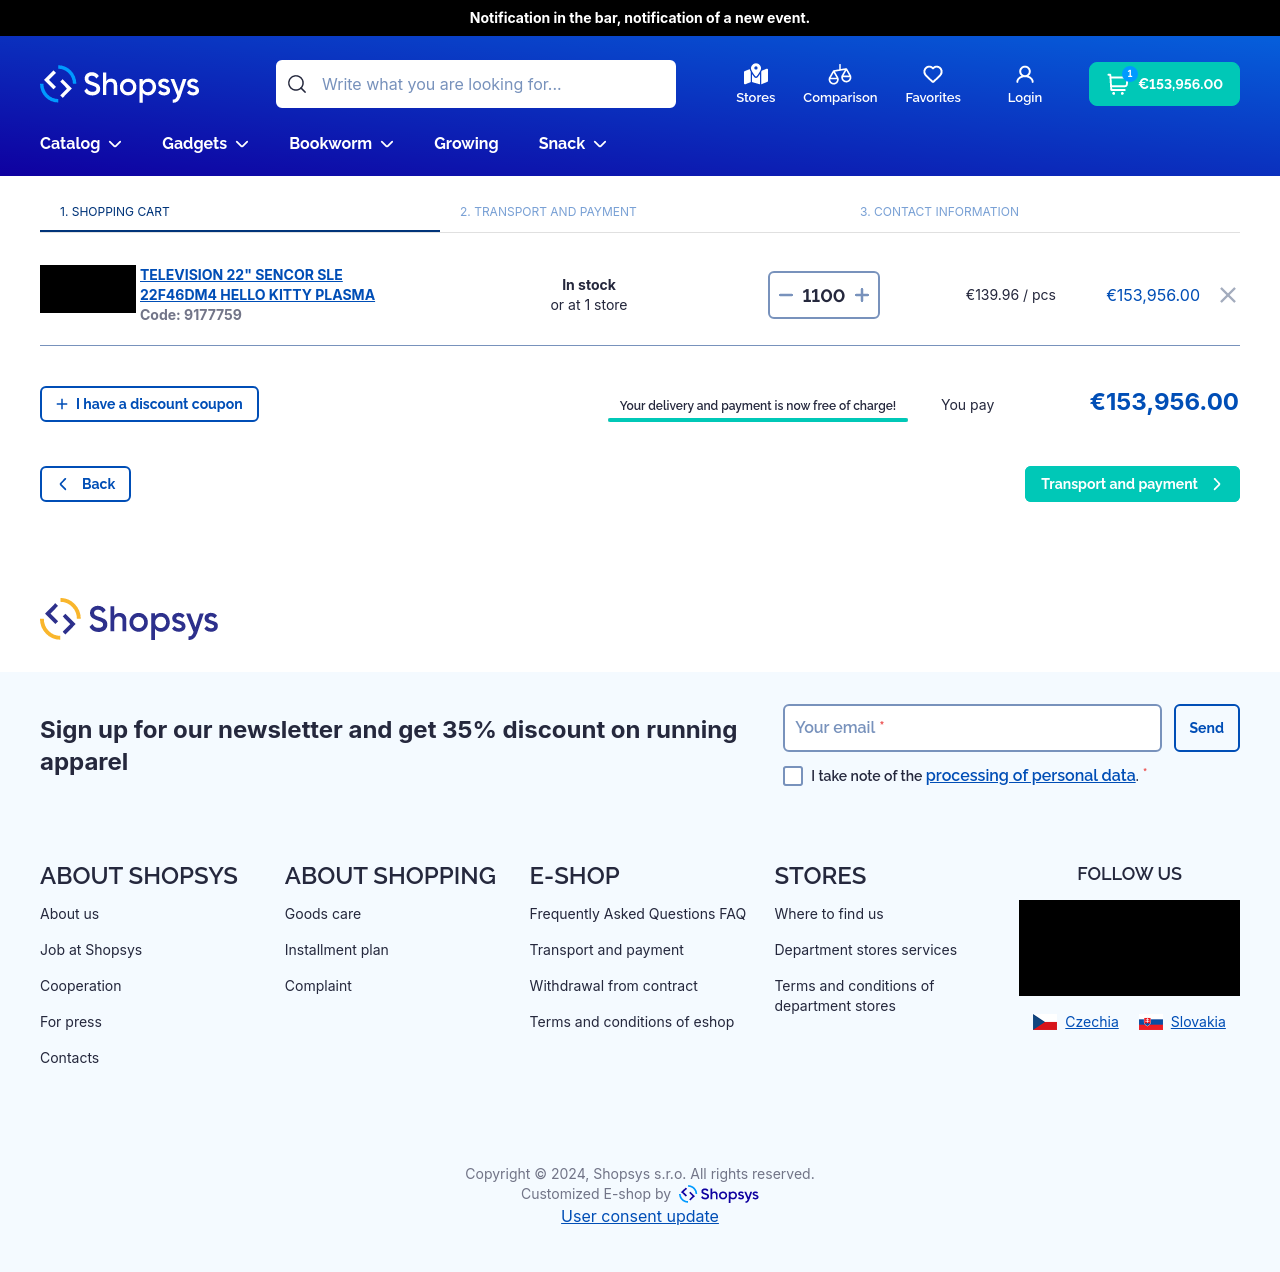 Notification in the bar, notification of a new event.
Shopsys
Write what you are looking for...
Stores
Comparison
Favorites
Login
1
€153,956.00
Catalog
Gadgets
Bookworm
Growing
Snack
1. SHOPPING CART
2. TRANSPORT AND PAYMENT
3. CONTACT INFORMATION
TELEVISION 22" SENCOR SLE
22F46DM4 HELLO KITTY PLASMA
Code: 9177759
In stock
or at 1 store
1100
€139.96 / pcs
€153,956.00
I have a discount coupon
Your delivery and payment is now free of charge!
You pay
€153,956.00
Back
Transport and payment
Shopsys
Sign up for our newsletter and get 35% discount on running
apparel
Your email *
Send
I take note of the processing of personal data. *
ABOUT SHOPSYS
About us
Job at Shopsys
Cooperation
For press
Contacts
ABOUT SHOPPING
Goods care
Installment plan
Complaint
E-SHOP
Frequently Asked Questions FAQ
Transport and payment
Withdrawal from contract
Terms and conditions of eshop
STORES
Where to find us
Department stores services
Terms and conditions of
department stores
FOLLOW US
Czechia
Slovakia
Copyright © 2024, Shopsys s.r.o. All rights reserved.
Customized E-shop by Shopsys
User consent update